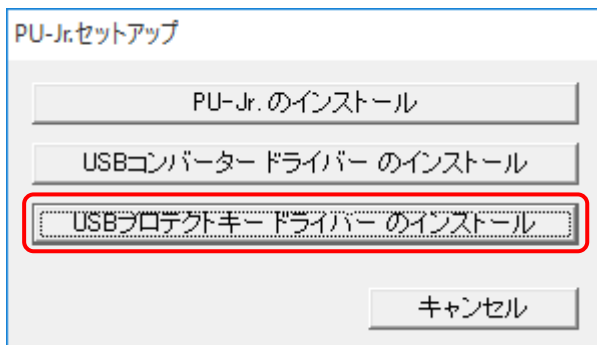 PU-Jr.セットアップ
PU-Jr. のインストール
USBコンバーター ドライバー のインストール
USBプロテクトキー ドライバー のインストール
キャンセル